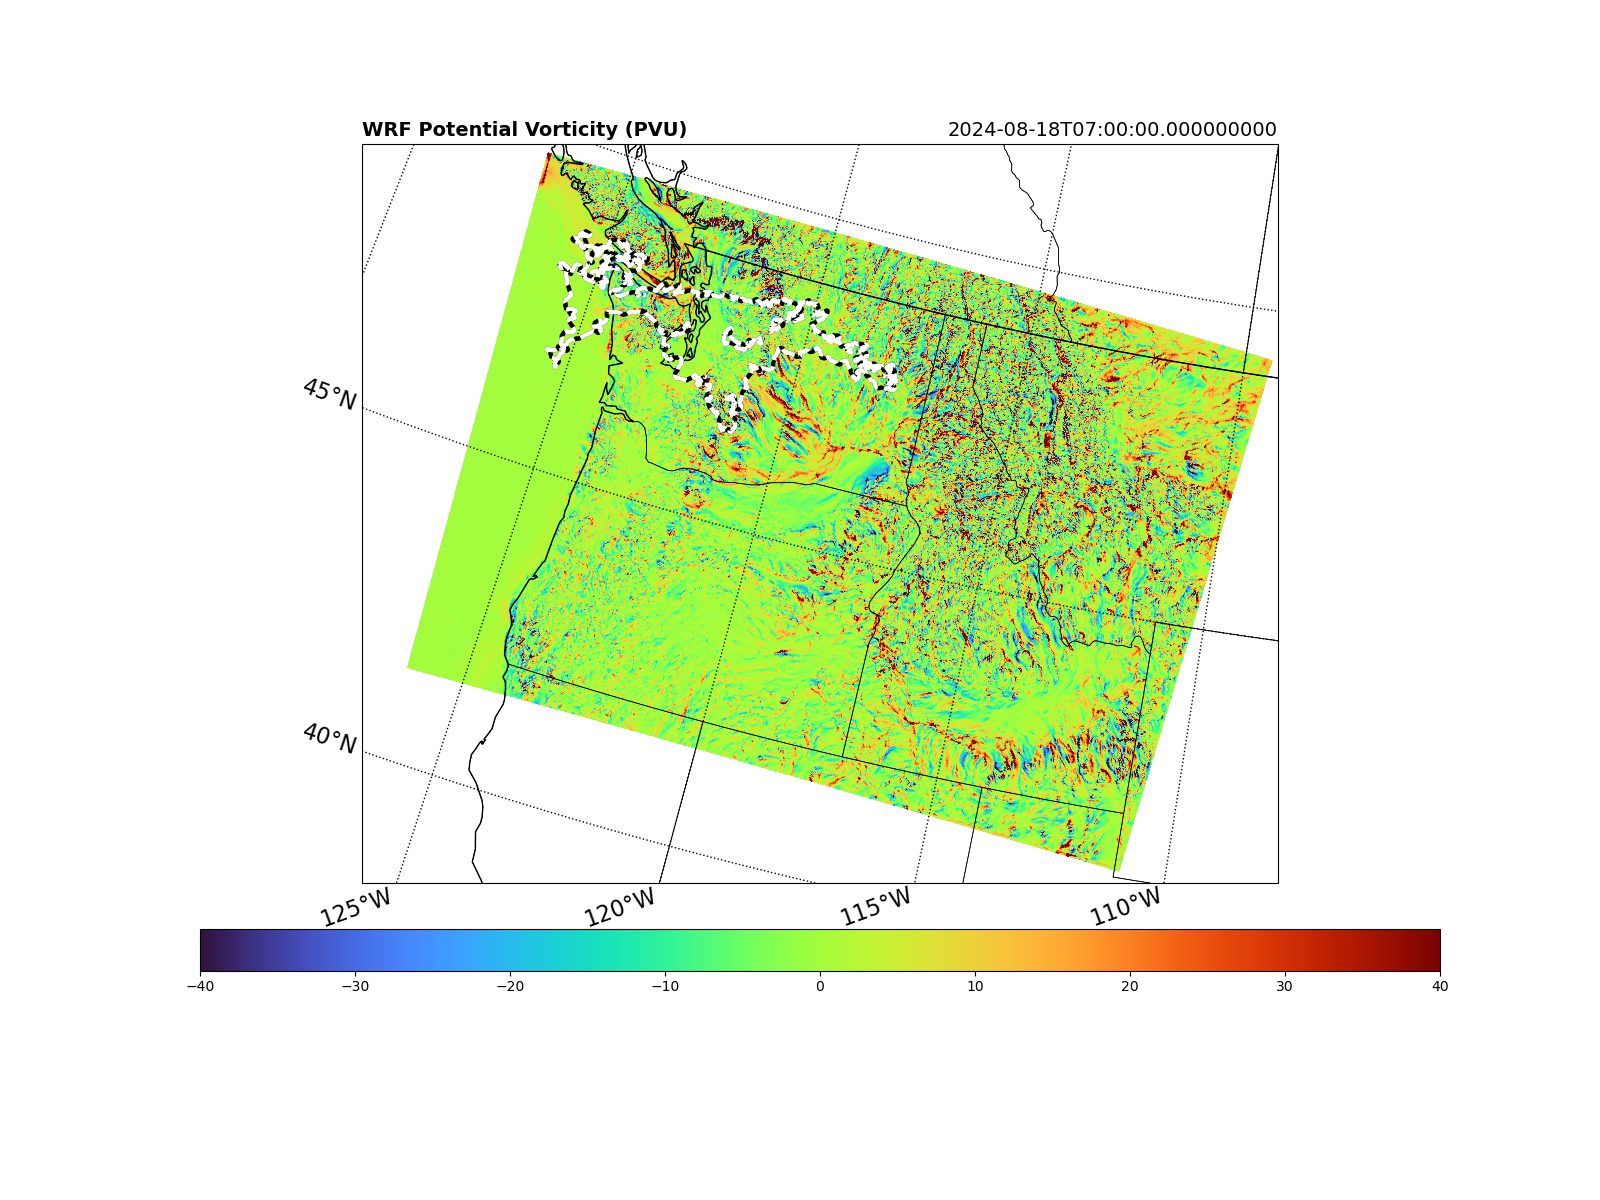 WRF Potential Vorticity (PVU) 2024-08-18T07:00:00.000000000
45°N
40°N
125°W 120°W 115°W 110°W
−40 −30 −20 −10 0 10 20 30 40